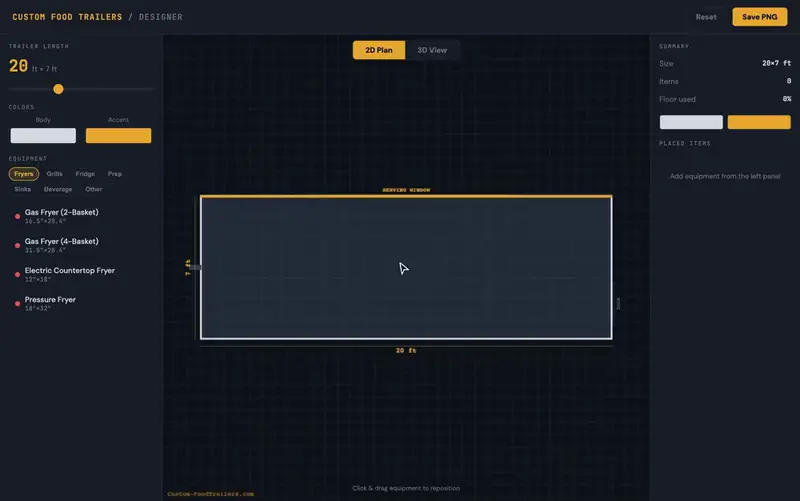 CUSTOM FOOD TRAILERS / DESIGNER
Reset
Save PNG
TRAILER LENGTH
20 ft × 7 ft
COLORS
Body
Accent
EQUIPMENT
Fryers
Grills
Fridge
Prep
Sinks
Beverage
Other
Gas Fryer (2-Basket)
16.5"×28.4"
Gas Fryer (4-Basket)
31.5"×28.4"
Electric Countertop Fryer
12"×18"
Pressure Fryer
18"×32"
2D Plan
3D View
SERVING WINDOW
7 ft
DOOR
20 ft
Click & drag equipment to reposition
Custom-FoodTrailers.com
SUMMARY
Size
20×7 ft
Items
0
Floor used
0%
PLACED ITEMS
Add equipment from the left panel